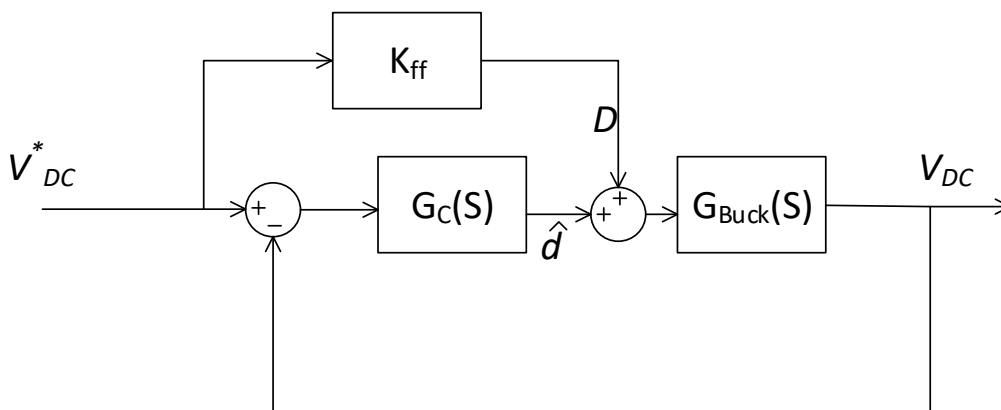 K_ff
D
V*_DC
+
−
G_C(S)
d̂
+
+
G_Buck(S)
V_DC